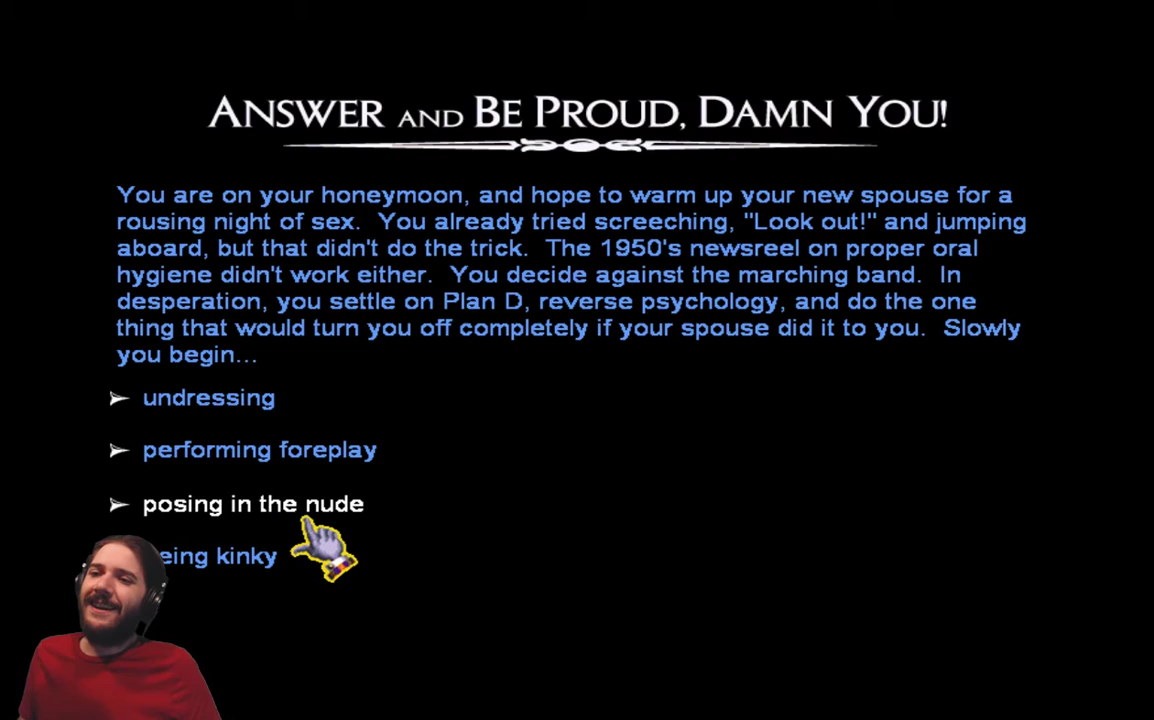 ANSWER AND BE PROUD, DAMN YOU!
You are on your honeymoon, and hope to warm up your new spouse for a
rousing night of sex. You already tried screeching, "Look out!" and jumping
aboard, but that didn't do the trick. The 1950's newsreel on proper oral
hygiene didn't work either. You decide against the marching band. In
desperation, you settle on Plan D, reverse psychology, and do the one
thing that would turn you off completely if your spouse did it to you. Slowly
you begin...
undressing
performing foreplay
posing in the nude
eing kinky